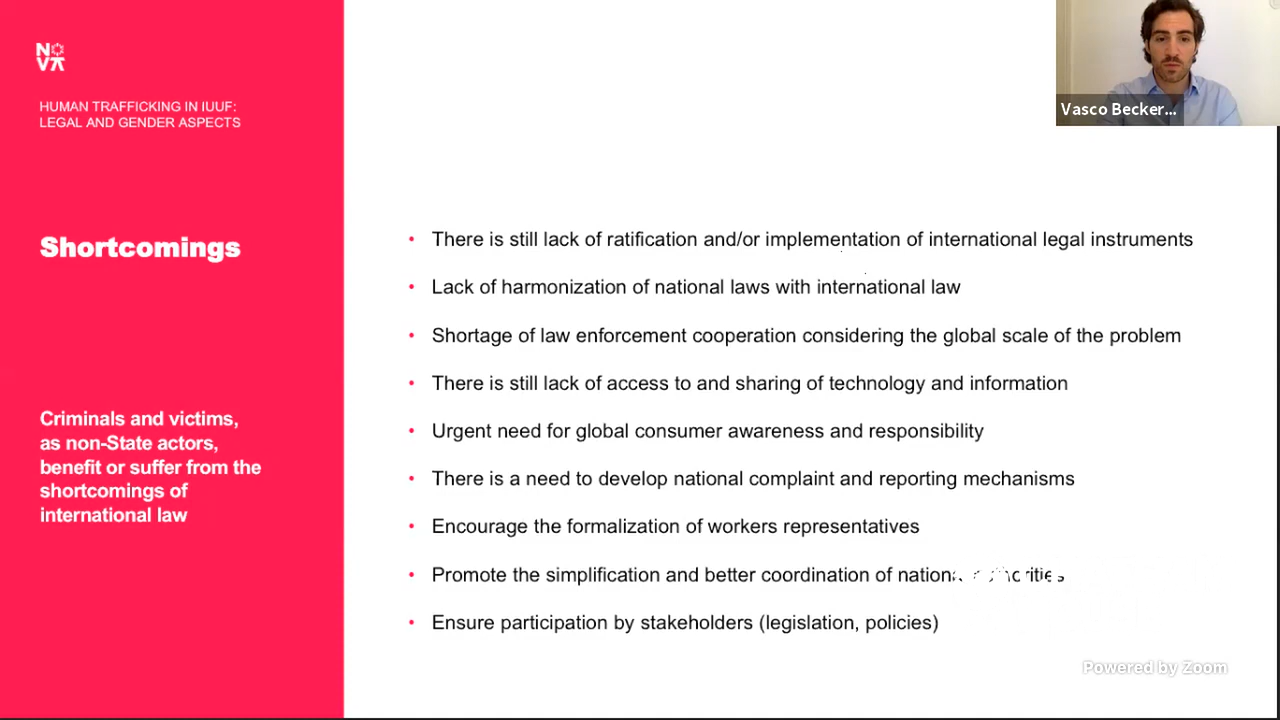 NOVA
HUMAN TRAFFICKING IN IUUF:
LEGAL AND GENDER ASPECTS
Shortcomings
Criminals and victims,
as non-State actors,
benefit or suffer from the
shortcomings of
international law
• There is still lack of ratification and/or implementation of international legal instruments
• Lack of harmonization of national laws with international law
• Shortage of law enforcement cooperation considering the global scale of the problem
• There is still lack of access to and sharing of technology and information
• Urgent need for global consumer awareness and responsibility
• There is a need to develop national complaint and reporting mechanisms
• Encourage the formalization of workers representatives
• Promote the simplification and better coordination of national authorities
• Ensure participation by stakeholders (legislation, policies)
Vasco Becker...
Powered by Zoom